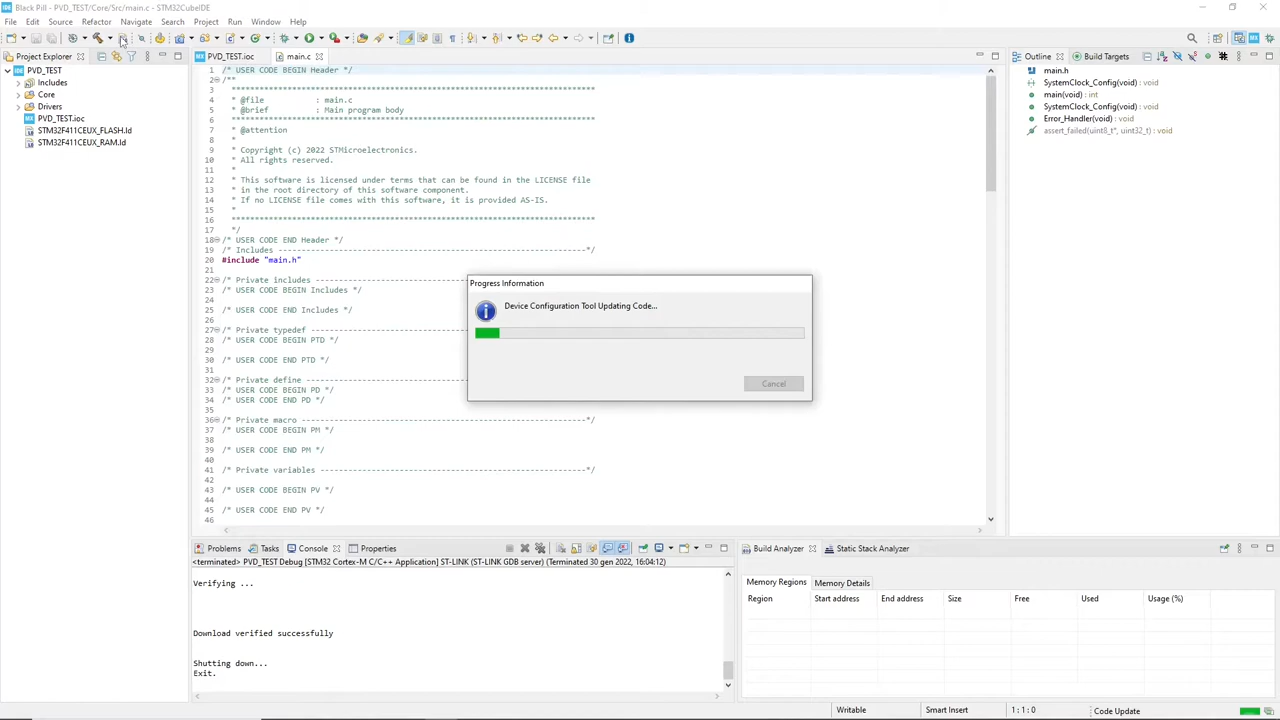 IDE Black Pill - PVD_TEST/Core/Src/main.c - STM32CubeIDE
File Edit Source Refactor Navigate Search Project Run Window Help
Project Explorer
PVD_TEST
Includes
Core
Drivers
PVD_TEST.ioc
STM32F411CEUX_FLASH.ld
STM32F411CEUX_RAM.ld
PVD_TEST.ioc main.c
1 /* USER CODE BEGIN Header */
2 /**
3 ******************************************************************************
4 * @file : main.c
5 * @brief : Main program body
6 ******************************************************************************
7 * @attention
8 *
9 * Copyright (c) 2022 STMicroelectronics.
10 * All rights reserved.
11 *
12 * This software is licensed under terms that can be found in the LICENSE file
13 * in the root directory of this software component.
14 * If no LICENSE file comes with this software, it is provided AS-IS.
15 *
16 ******************************************************************************
17 */
18 /* USER CODE END Header */
19 /* Includes ------------------------------------------------------------------*/
20 #include "main.h"
21
22 /* Private includes ----------------------------------------------------------*/
23 /* USER CODE BEGIN Includes */
24
25 /* USER CODE END Includes */
26
27 /* Private typedef -----------------------------------------------------------*/
28 /* USER CODE BEGIN PTD */
29
30 /* USER CODE END PTD */
31
32 /* Private define ------------------------------------------------------------*/
33 /* USER CODE BEGIN PD */
34 /* USER CODE END PD */
35
36 /* Private macro -------------------------------------------------------------*/
37 /* USER CODE BEGIN PM */
38
39 /* USER CODE END PM */
40
41 /* Private variables ---------------------------------------------------------*/
42
43 /* USER CODE BEGIN PV */
44
45 /* USER CODE END PV */
46
Progress Information
Device Configuration Tool Updating Code...
Cancel
Outline Build Targets
main.h
SystemClock_Config(void) : void
main(void) : int
SystemClock_Config(void) : void
Error_Handler(void) : void
assert_failed(uint8_t*, uint32_t) : void
Problems Tasks Console Properties
<terminated> PVD_TEST Debug [STM32 Cortex-M C/C++ Application] ST-LINK (ST-LINK GDB server) (Terminated 30 gen 2022, 16:04:12)
Verifying ...
Download verified successfully
Shutting down...
Exit.
Build Analyzer Static Stack Analyzer
Memory Regions Memory Details
Region Start address End address Size Free Used Usage (%)
Writable Smart Insert 1 : 1 : 0 Code Update